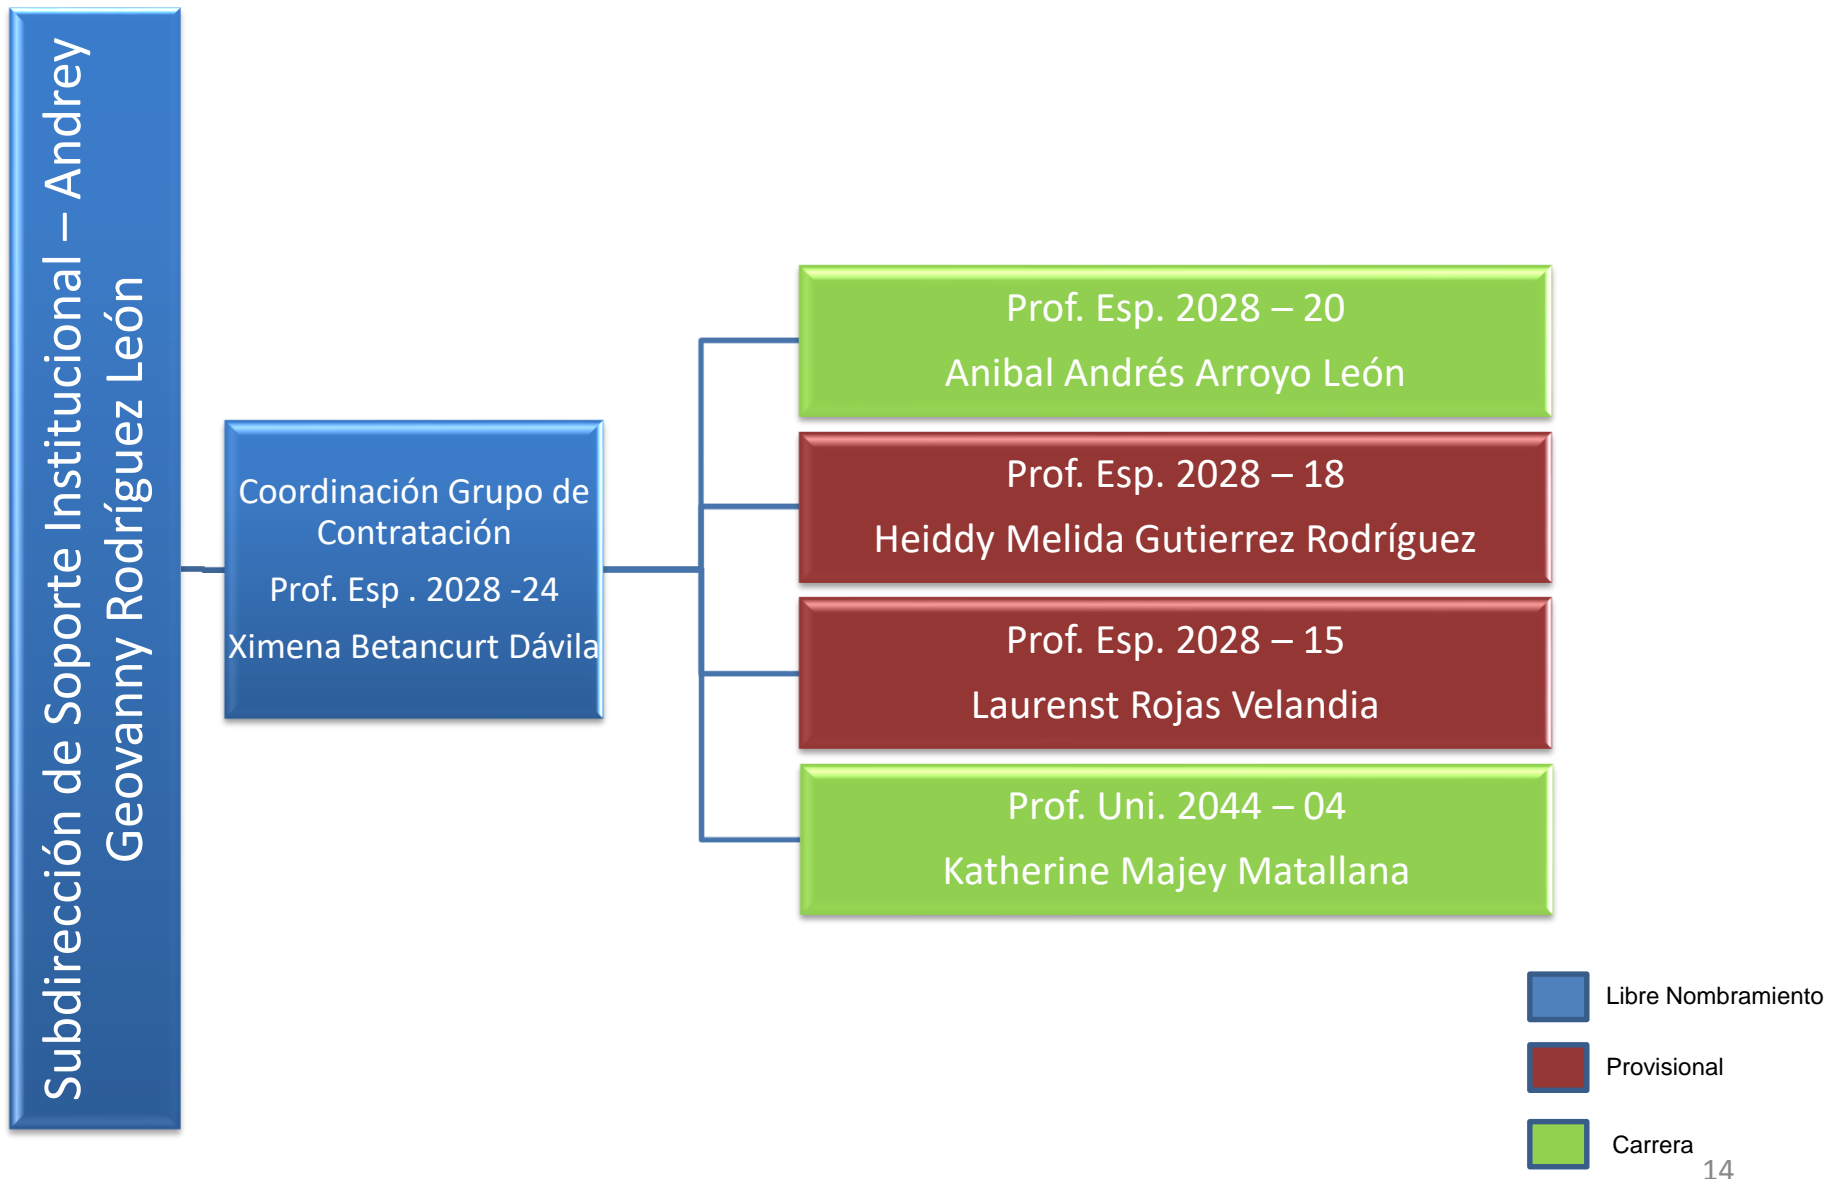 Subdirección de Soporte Institucional – Andrey
Geovanny Rodríguez León
Coordinación Grupo de
Contratación
Prof. Esp . 2028 -24
Ximena Betancurt Dávila
Prof. Esp. 2028 – 20
Anibal Andrés Arroyo León
Prof. Esp. 2028 – 18
Heiddy Melida Gutierrez Rodríguez
Prof. Esp. 2028 – 15
Laurenst Rojas Velandia
Prof. Uni. 2044 – 04
Katherine Majey Matallana
Libre Nombramiento
Provisional
Carrera
14